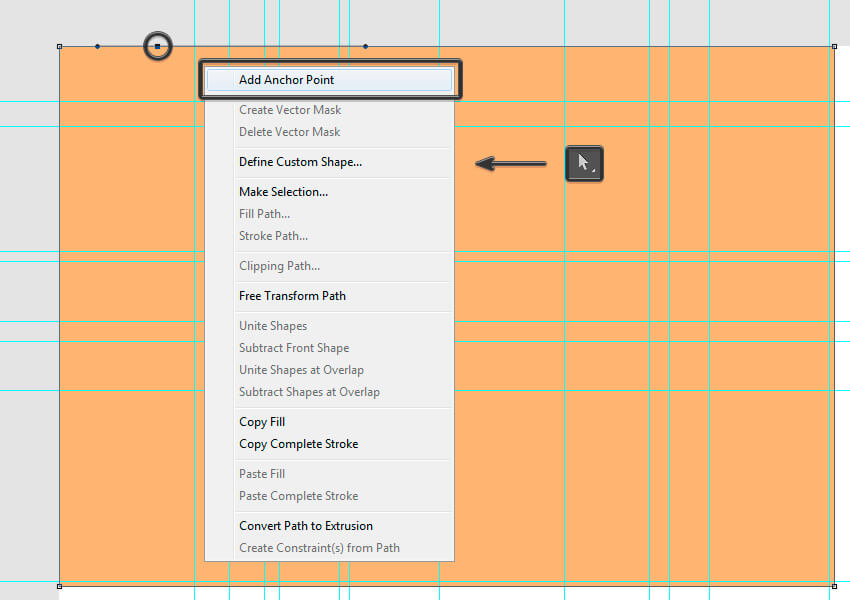 Add Anchor Point
Create Vector Mask
Delete Vector Mask
Define Custom Shape...
Make Selection...
Fill Path...
Stroke Path...
Clipping Path...
Free Transform Path
Unite Shapes
Subtract Front Shape
Unite Shapes at Overlap
Subtract Shapes at Overlap
Copy Fill
Copy Complete Stroke
Paste Fill
Paste Complete Stroke
Convert Path to Extrusion
Create Constraint(s) from Path